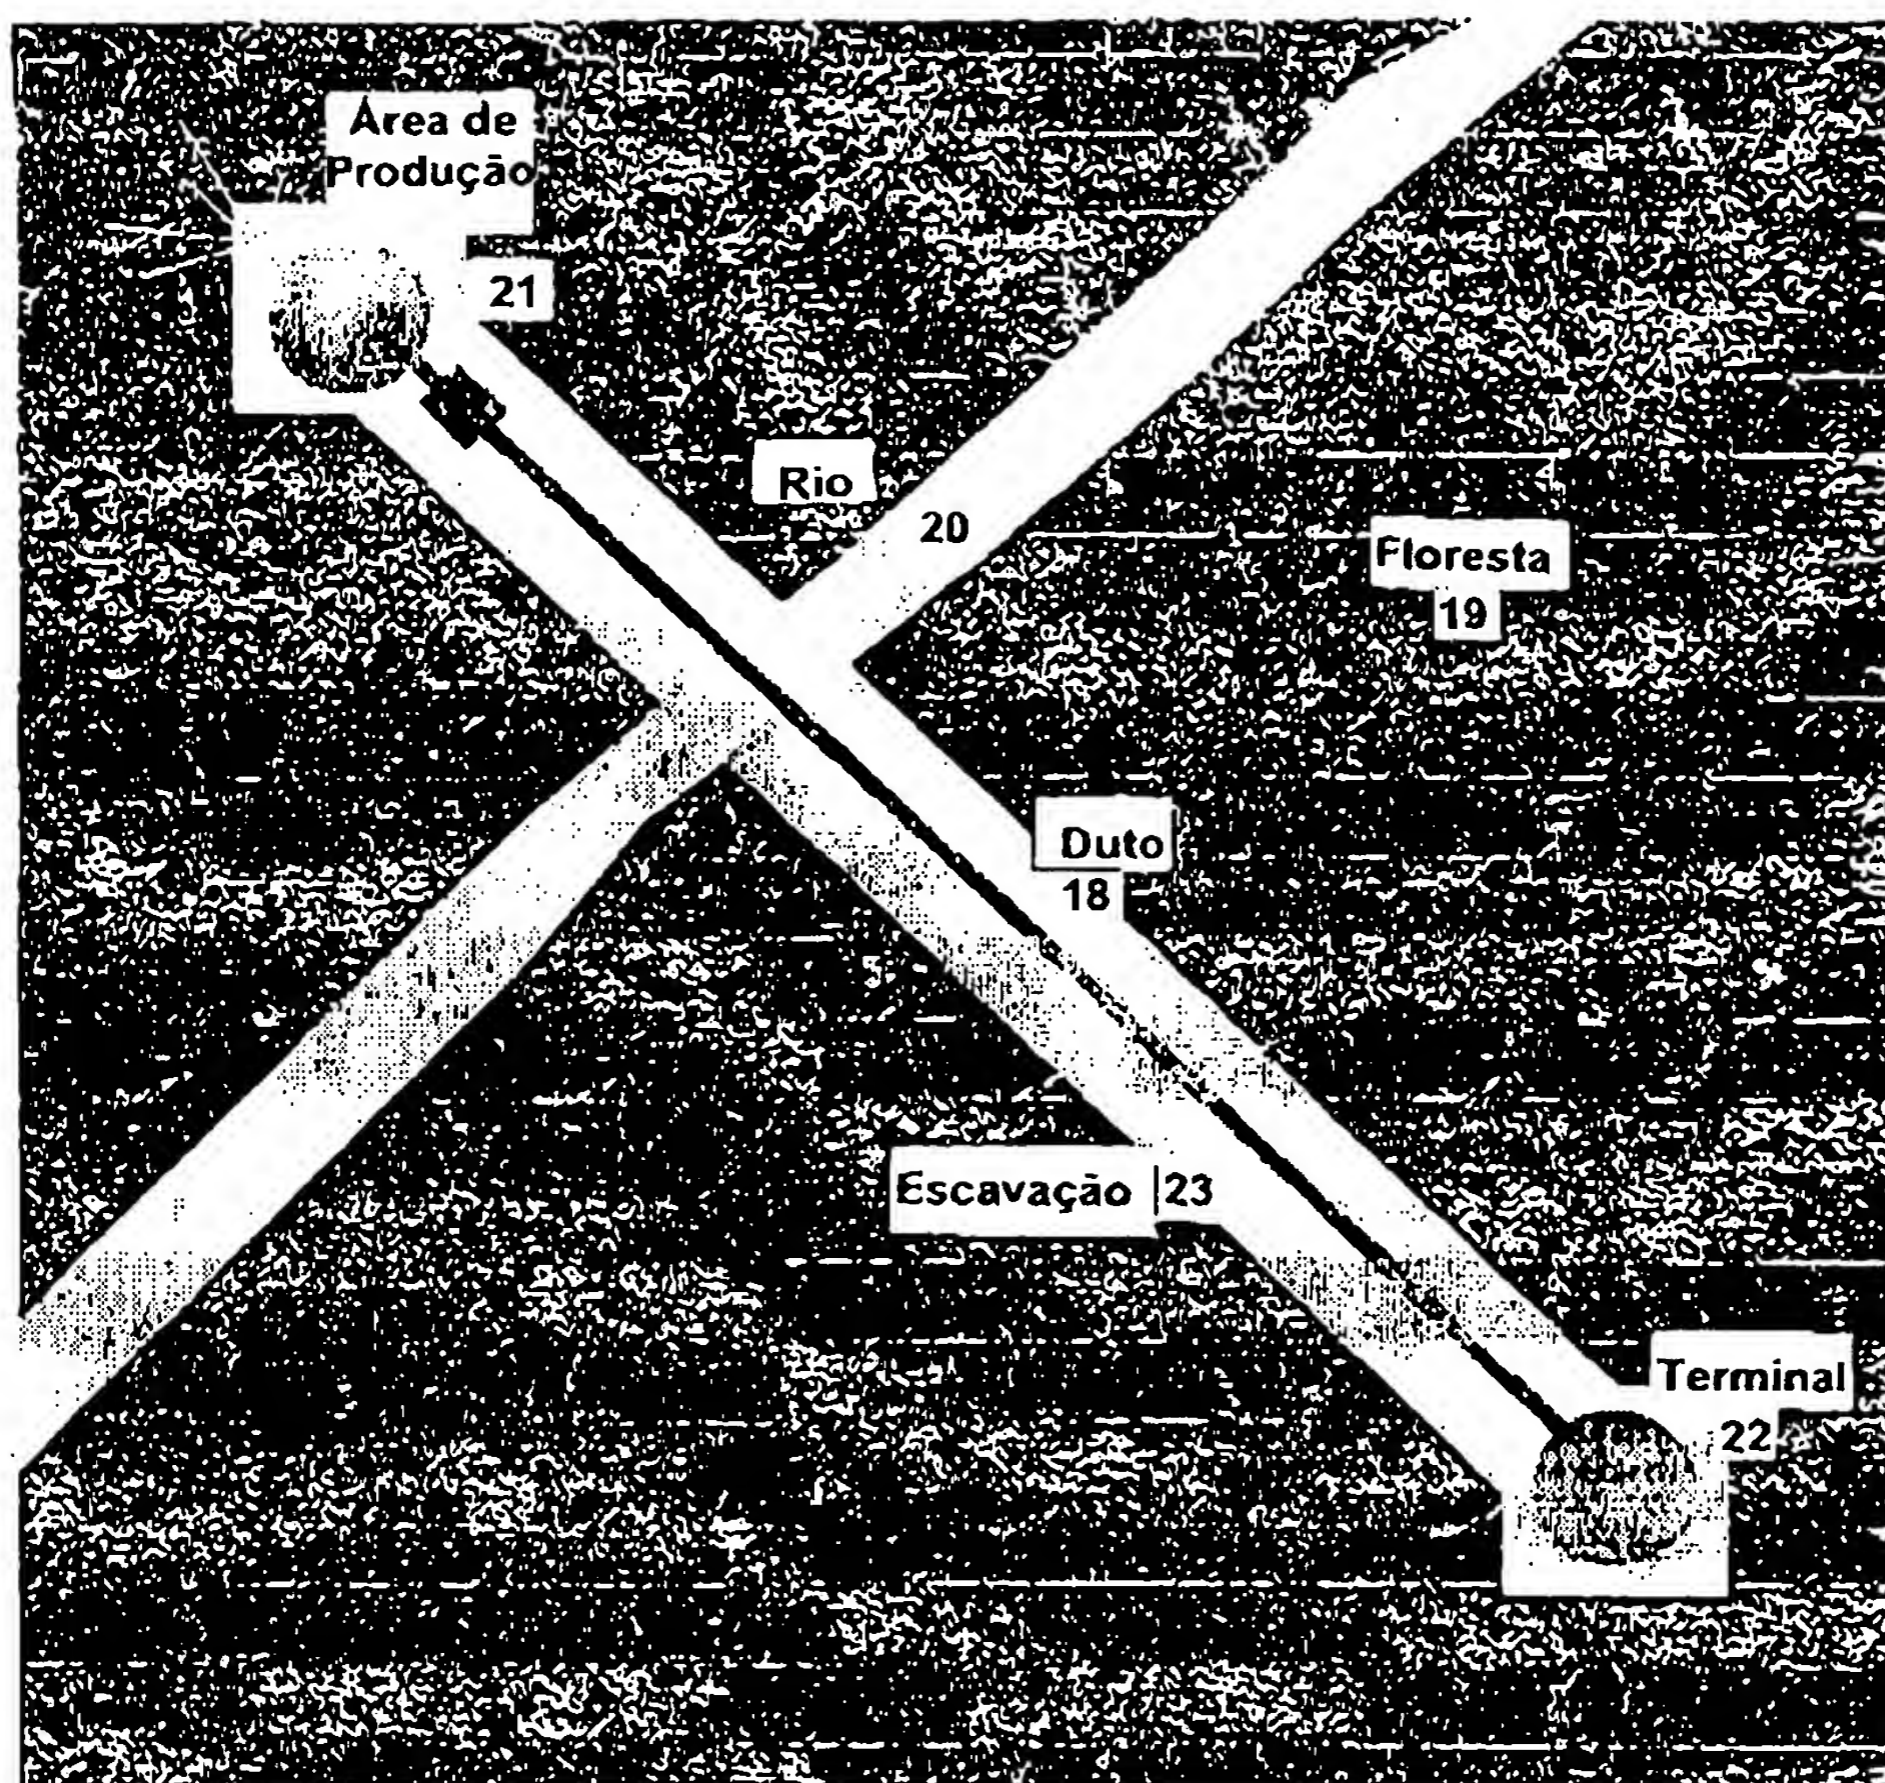 Área de
Produção
21
Rio
20
Floresta
19
Duto
18
Escavação 23
Terminal
22